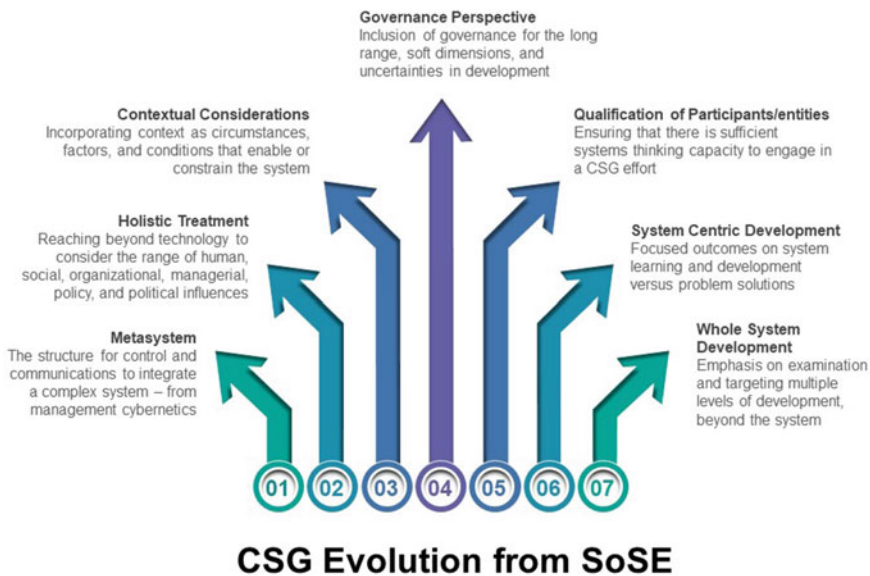 Governance Perspective
Inclusion of governance for the long
range, soft dimensions, and
uncertainties in development
Contextual Considerations
Incorporating context as circumstances,
factors, and conditions that enable or
constrain the system
Qualification of Participants/entities
Ensuring that there is sufficient
systems thinking capacity to engage in
a CSG effort
Holistic Treatment
Reaching beyond technology to
consider the range of human,
social, organizational, managerial,
policy, and political influences
System Centric Development
Focused outcomes on system
learning and development
versus problem solutions
Metasystem
The structure for control and
communications to integrate
a complex system – from
management cybernetics
Whole System
Development
Emphasis on examination
and targeting multiple
levels of development,
beyond the system
01 02 03 04 05 06 07
CSG Evolution from SoSE